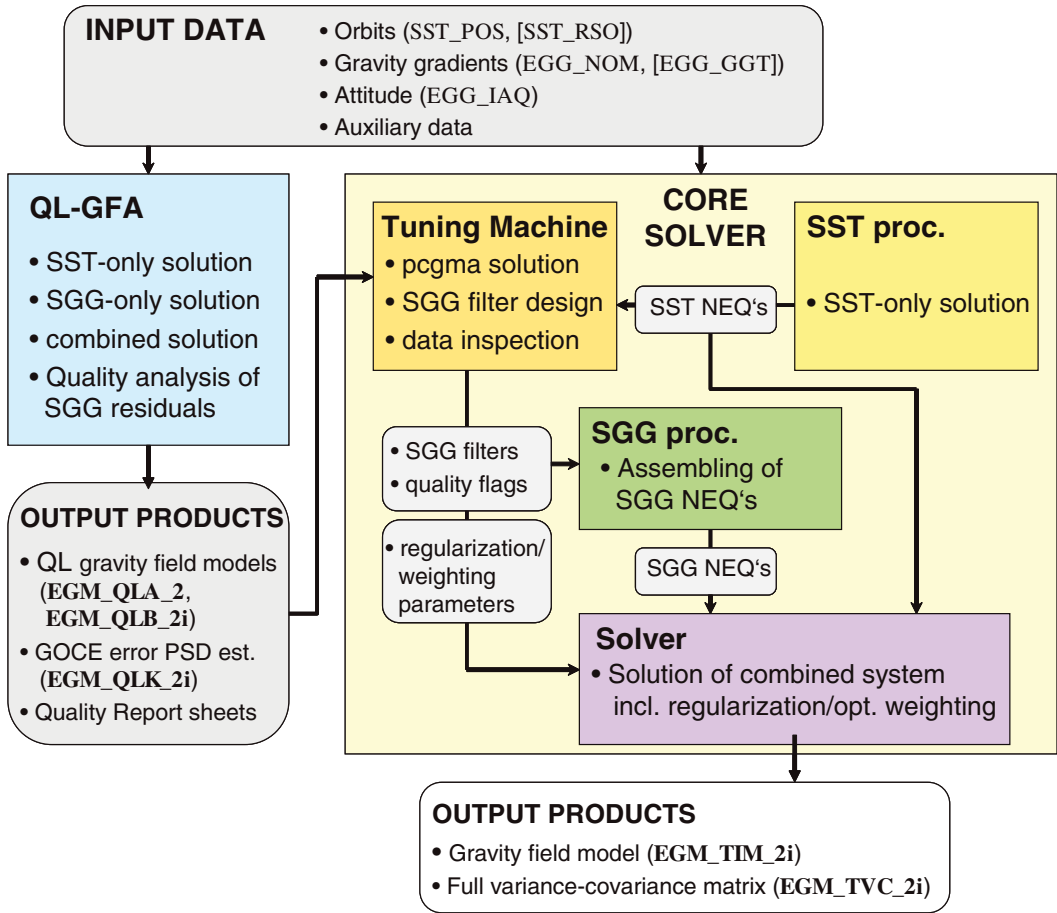 INPUT DATA
• Orbits (SST_POS, [SST_RSO])
• Gravity gradients (EGG_NOM, [EGG_GGT])
• Attitude (EGG_IAQ)
• Auxiliary data
QL-GFA
• SST-only solution
• SGG-only solution
• combined solution
• Quality analysis of
SGG residuals
OUTPUT PRODUCTS
• QL gravity field models
(EGM_QLA_2,
EGM_QLB_2i)
• GOCE error PSD est.
(EGM_QLK_2i)
• Quality Report sheets
CORE
SOLVER
Tuning Machine
• pcgma solution
• SGG filter design
• data inspection
SST NEQ‘s
SST proc.
• SST-only solution
• SGG filters
• quality flags
• regularization/
weighting
parameters
SGG proc.
• Assembling of
SGG NEQ‘s
SGG NEQ‘s
Solver
• Solution of combined system
incl. regularization/opt. weighting
OUTPUT PRODUCTS
• Gravity field model (EGM_TIM_2i)
• Full variance-covariance matrix (EGM_TVC_2i)